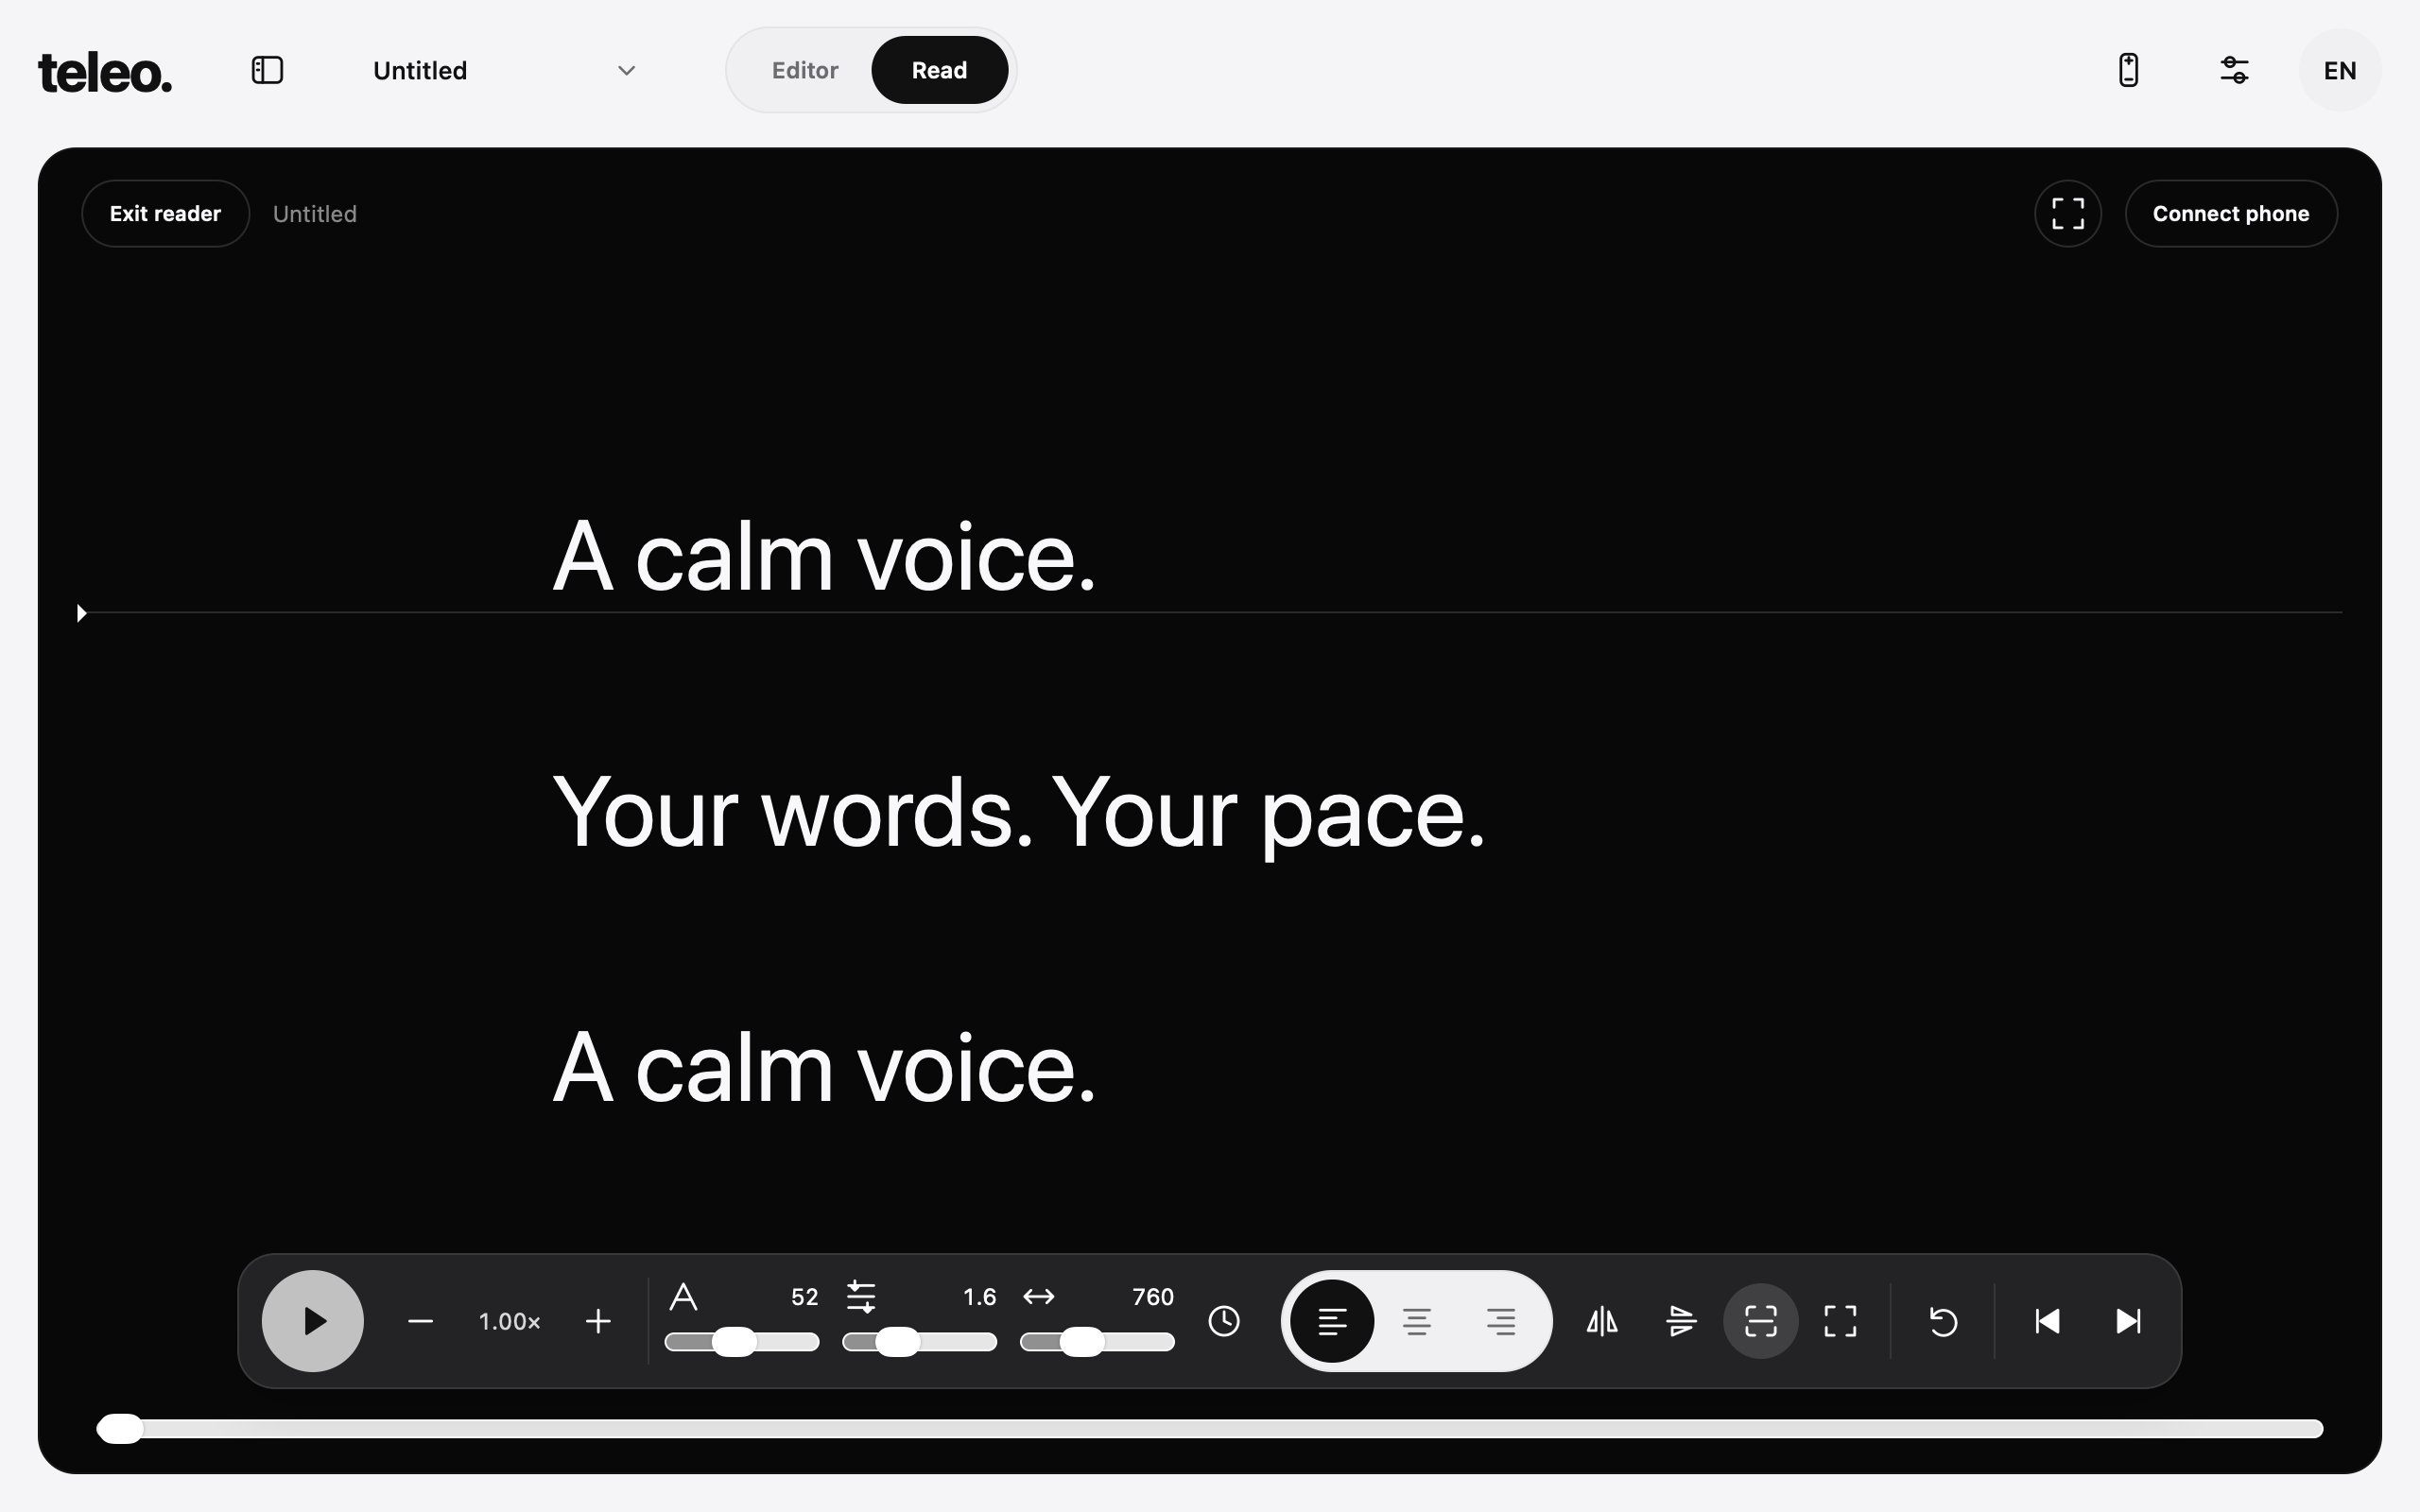 teleo.
Untitled
Editor
Read
EN
Exit reader
Untitled
Connect phone
A calm voice.
Your words. Your pace.
A calm voice.
1.00×
52
1.6
760